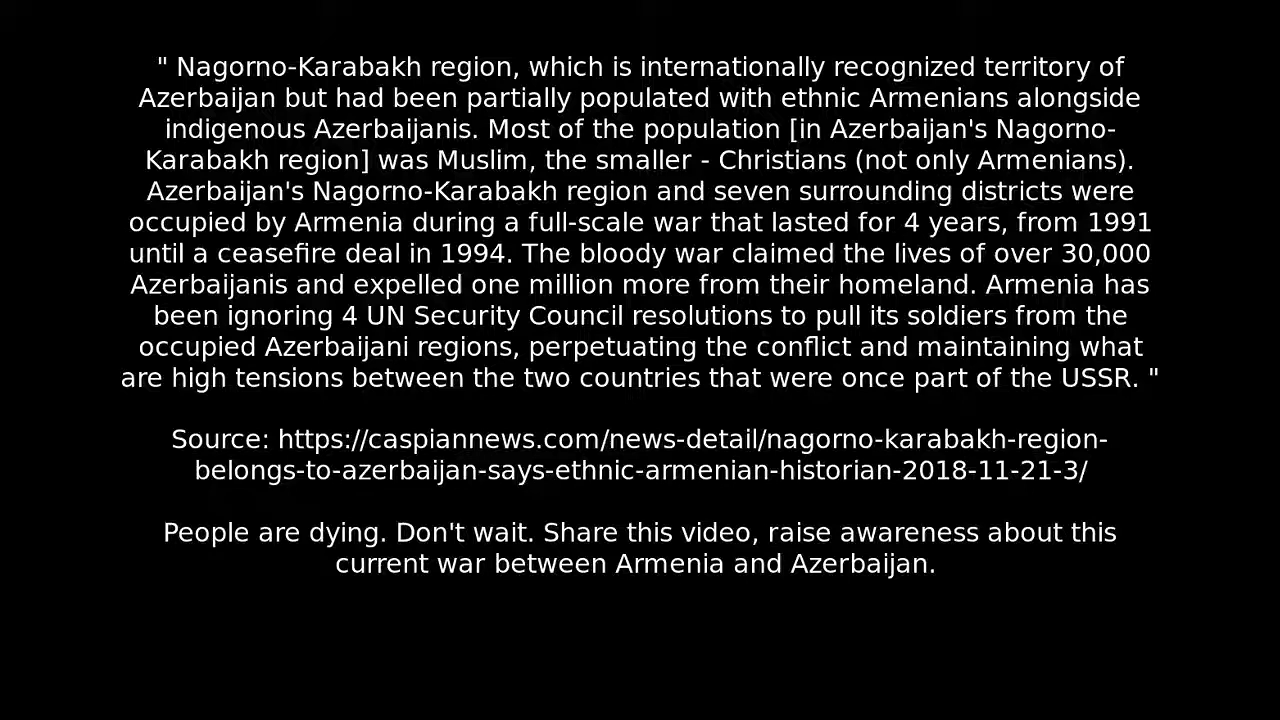 " Nagorno-Karabakh region, which is internationally recognized territory of
Azerbaijan but had been partially populated with ethnic Armenians alongside
indigenous Azerbaijanis. Most of the population [in Azerbaijan's Nagorno-
Karabakh region] was Muslim, the smaller - Christians (not only Armenians).
Azerbaijan's Nagorno-Karabakh region and seven surrounding districts were
occupied by Armenia during a full-scale war that lasted for 4 years, from 1991
until a ceasefire deal in 1994. The bloody war claimed the lives of over 30,000
Azerbaijanis and expelled one million more from their homeland. Armenia has
been ignoring 4 UN Security Council resolutions to pull its soldiers from the
occupied Azerbaijani regions, perpetuating the conflict and maintaining what
are high tensions between the two countries that were once part of the USSR. "
Source: https://caspiannews.com/news-detail/nagorno-karabakh-region-
belongs-to-azerbaijan-says-ethnic-armenian-historian-2018-11-21-3/
People are dying. Don't wait. Share this video, raise awareness about this
current war between Armenia and Azerbaijan.